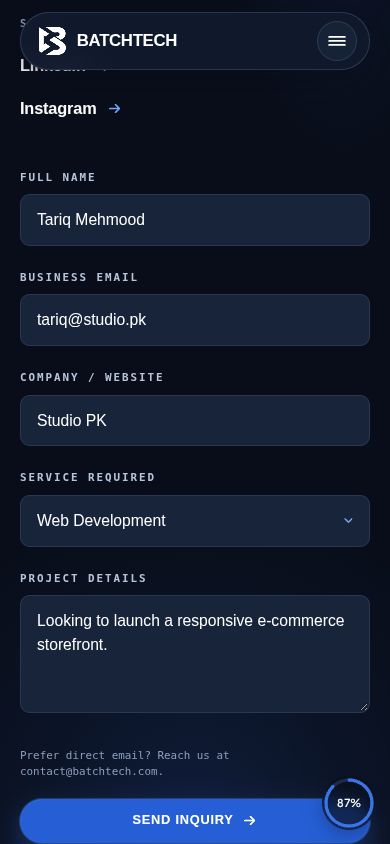 BATCHTECH
Instagram →
FULL NAME
Tariq Mehmood
BUSINESS EMAIL
tariq@studio.pk
COMPANY / WEBSITE
Studio PK
SERVICE REQUIRED
Web Development
PROJECT DETAILS
Looking to launch a responsive e-commerce
storefront.
Prefer direct email? Reach us at
contact@batchtech.com.
87%
SEND INQUIRY →